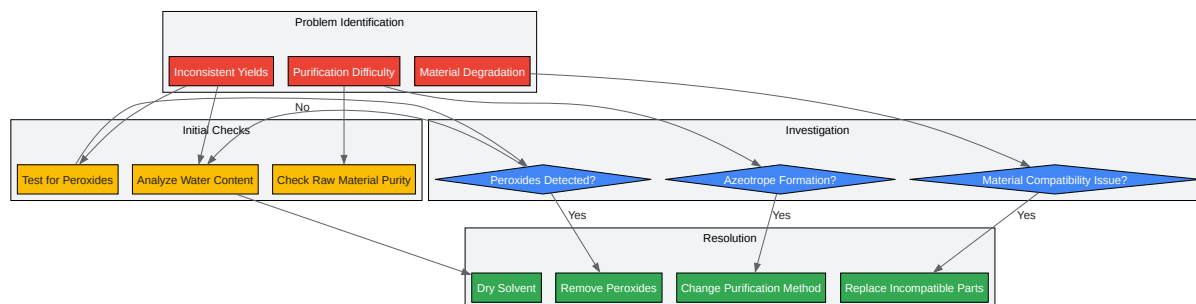 Problem Identification
Inconsistent Yields
Purification Difficulty
Material Degradation
No
Initial Checks
Investigation
Test for Peroxides
Analyze Water Content
Check Raw Material Purity
Peroxides Detected?
Azeotrope Formation?
Material Compatibility Issue?
Yes
Yes
Yes
Resolution
Dry Solvent
Remove Peroxides
Change Purification Method
Replace Incompatible Parts